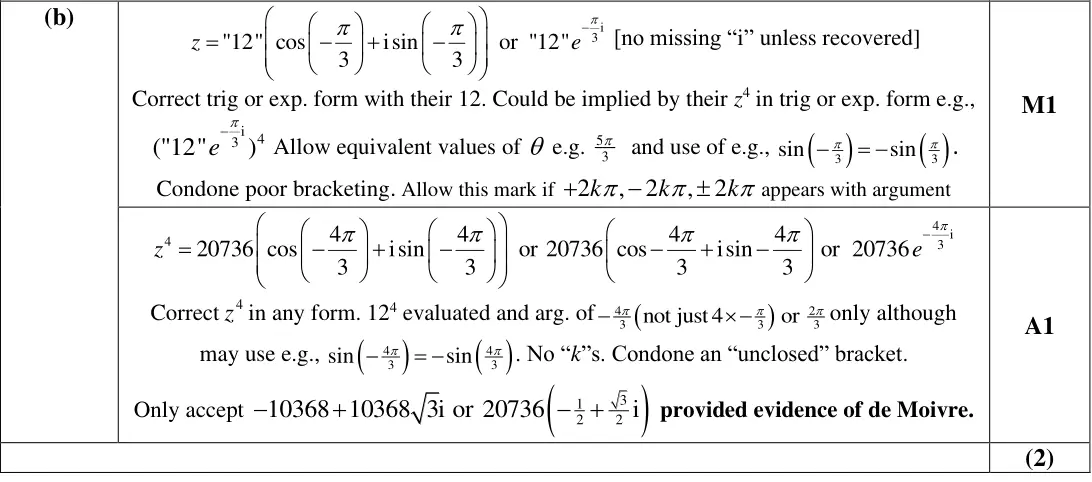 (b)
z = "12"(cos(−π/3) + i sin(−π/3)) or "12"e^(−π/3 i) [no missing “i” unless recovered]
Correct trig or exp. form with their 12. Could be implied by their z⁴ in trig or exp. form e.g.,
("12"e^(−π/3 i))⁴ Allow equivalent values of θ e.g. 5π/3 and use of e.g., sin(−π/3) = −sin(π/3).
Condone poor bracketing. Allow this mark if +2kπ, −2kπ, ±2kπ appears with argument
M1
z⁴ = 20736(cos(−4π/3) + i sin(−4π/3)) or 20736(cos −4π/3 + i sin −4π/3) or 20736e^(−4π/3 i)
Correct z⁴ in any form. 12⁴ evaluated and arg. of −4π/3 (not just 4×−π/3) or 2π/3 only although
may use e.g., sin(−4π/3) = −sin(4π/3). No “k”s. Condone an “unclosed” bracket.
Only accept −10368 + 10368√3i or 20736(−1/2 + √3/2 i) provided evidence of de Moivre.
A1
(2)